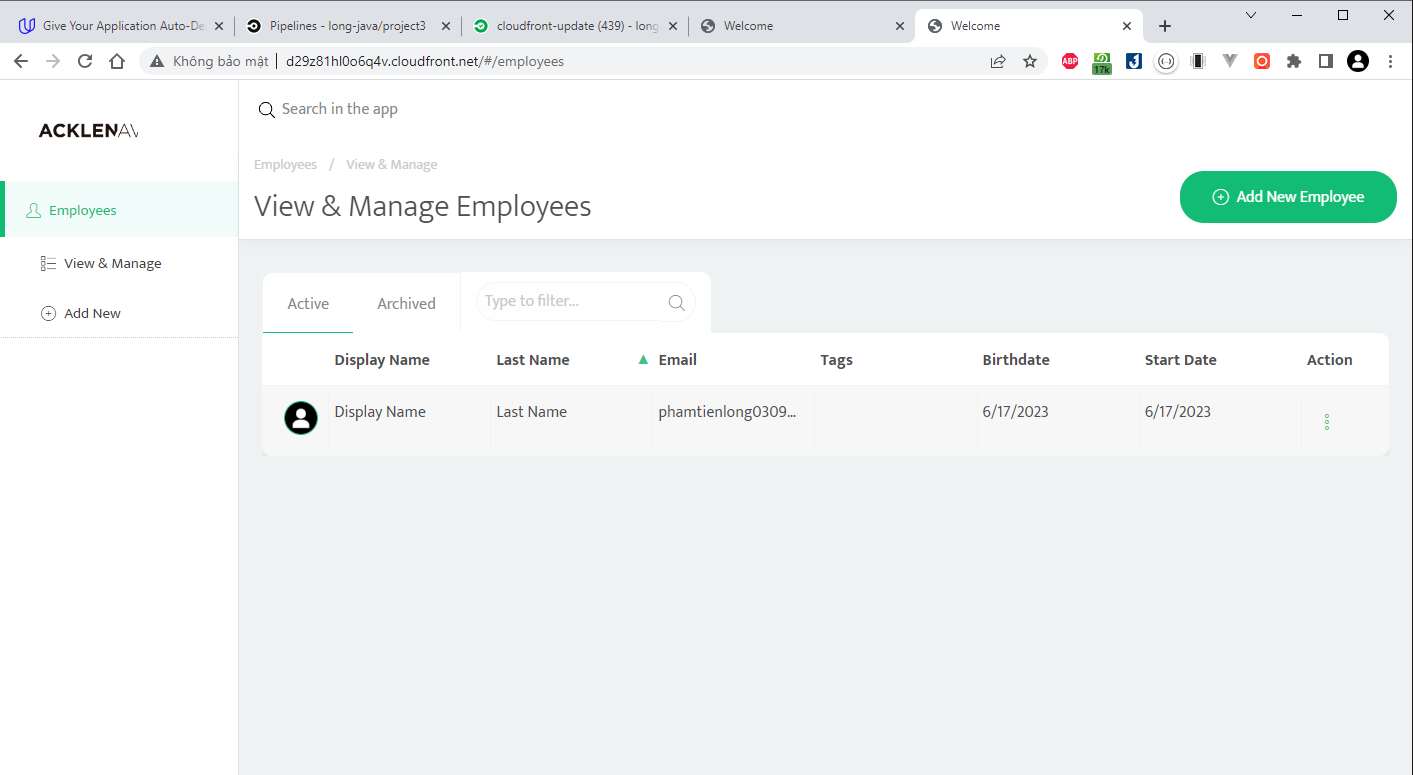 Give Your Application Auto-De
Pipelines - long-java/project3
cloudfront-update (439) - long
Welcome
Welcome
Không bảo mật
d29z81hl0o6q4v.cloudfront.net/#/employees
ABP
17k
ACKLENAV
Search in the app
Employees / View & Manage
View & Manage Employees
Add New Employee
Employees
View & Manage
Add New
Active
Archived
Type to filter...
Display Name
Last Name
▲ Email
Tags
Birthdate
Start Date
Action
Display Name
Last Name
phamtienlong0309...
6/17/2023
6/17/2023